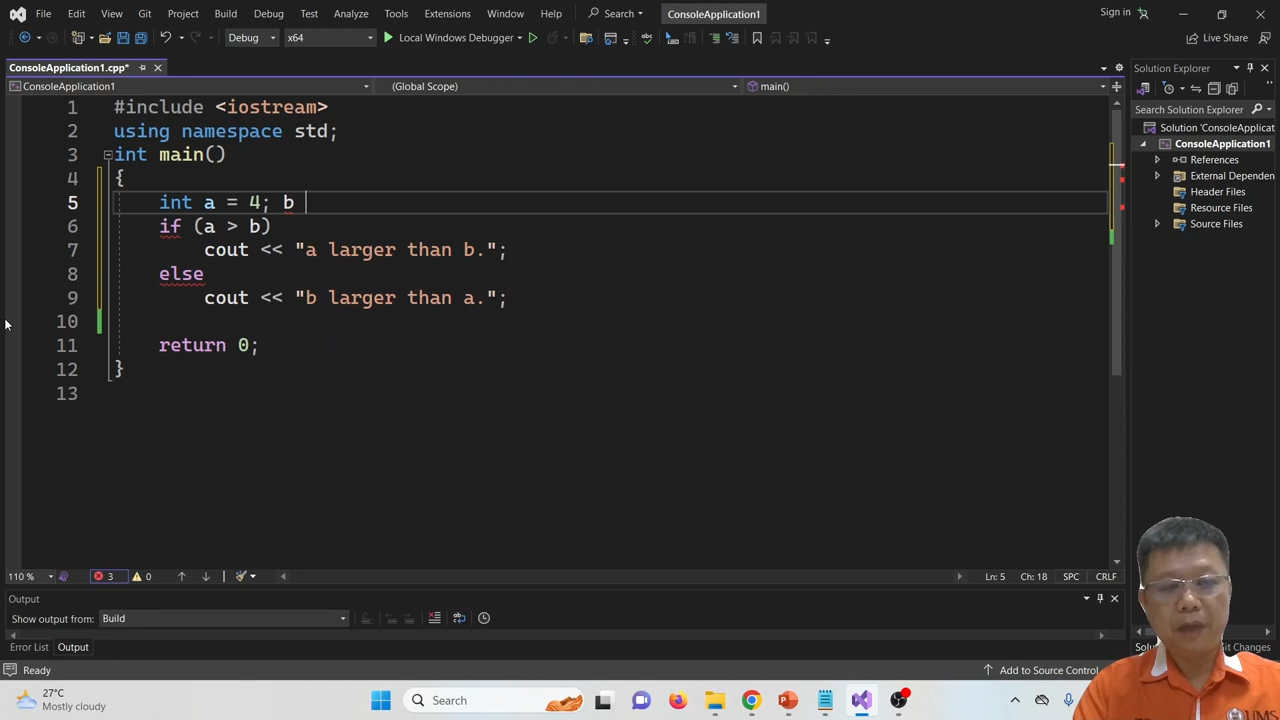 File Edit View Git Project Build Debug Test Analyze Tools Extensions Window Help Search ConsoleApplication1 Sign in
Debug x64 Local Windows Debugger Live Share
ConsoleApplication1.cpp* Solution Explorer
ConsoleApplication1 (Global Scope) main()
Search Solution Explorer
Solution 'ConsoleApplicat
ConsoleApplication1
References
External Dependen
Header Files
Resource Files
Source Files
1 #include <iostream>
2 using namespace std;
3 int main()
4 {
5 int a = 4; b
6 if (a > b)
7 cout << "a larger than b.";
8 else
9 cout << "b larger than a.";
10
11 return 0;
12 }
13
110 % 3 0 Ln: 5 Ch: 18 SPC CRLF
Output
Show output from: Build
Error List Output Git Changes
Ready Add to Source Control
27°C
Mostly cloudy
Search
UMS